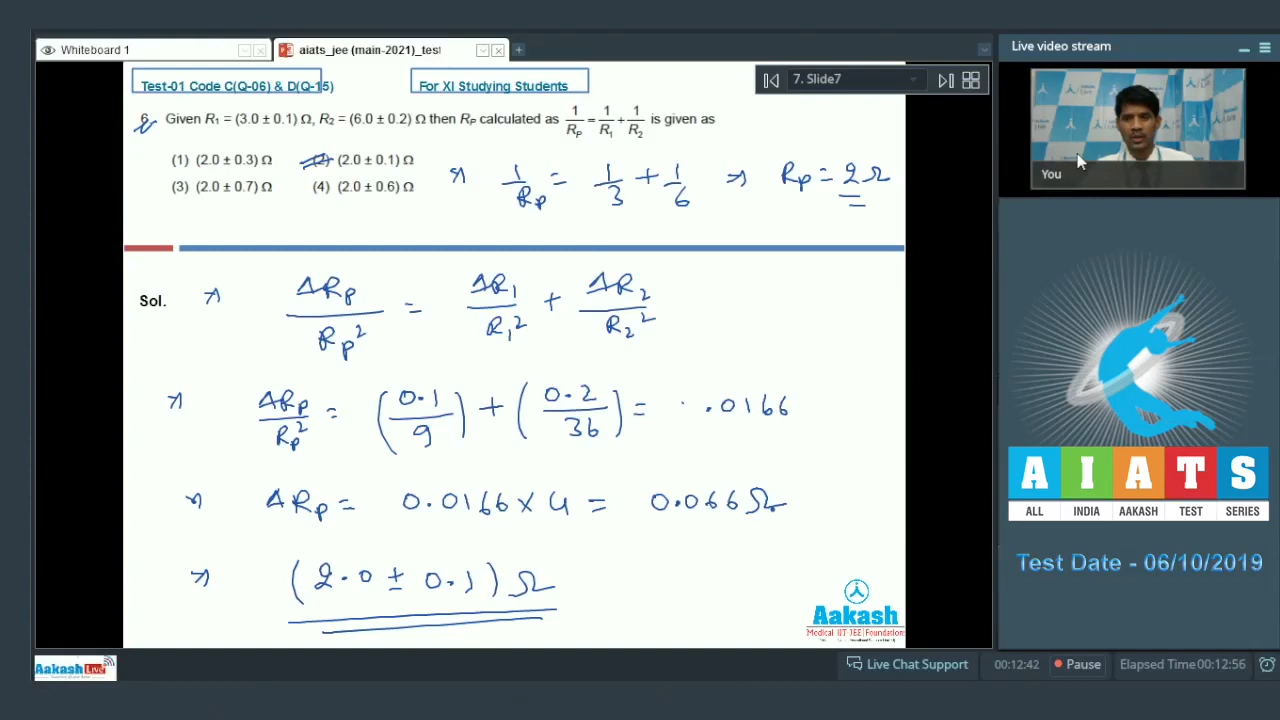 Whiteboard 1
aiats_jee (main-2021)_test
Live video stream
Test-01 Code C(Q-06) & D(Q-15)
For XI Studying Students
7. Slide7
6. Given R₁ = (3.0 ± 0.1) Ω, R₂ = (6.0 ± 0.2) Ω then Rₚ calculated as 1/Rₚ = 1/R₁ + 1/R₂ is given as
(1) (2.0 ± 0.3) Ω (2) (2.0 ± 0.1) Ω
(3) (2.0 ± 0.7) Ω (4) (2.0 ± 0.6) Ω
⇒ 1/Rₚ = 1/3 + 1/6 ⇒ Rₚ = 2Ω
You
Sol. ⇒ ΔRₚ/Rₚ² = ΔR₁/R₁² + ΔR₂/R₂²
⇒ ΔRₚ/Rₚ² = (0.1/9) + (0.2/36) = .0166
⇒ ΔRₚ = 0.0166 × 4 = 0.066Ω
⇒ (2.0 ± 0.1) Ω
A I A T S
ALL INDIA AAKASH TEST SERIES
Test Date - 06/10/2019
Aakash
Medical IIT-JEE Foundations
Aakash Live
Live Chat Support
00:12:42
Pause
Elapsed Time 00:12:56